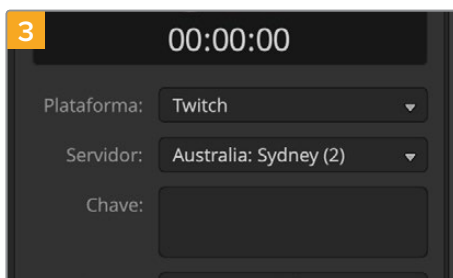 3
00:00:00
Plataforma: Twitch
Servidor: Australia: Sydney (2)
Chave: